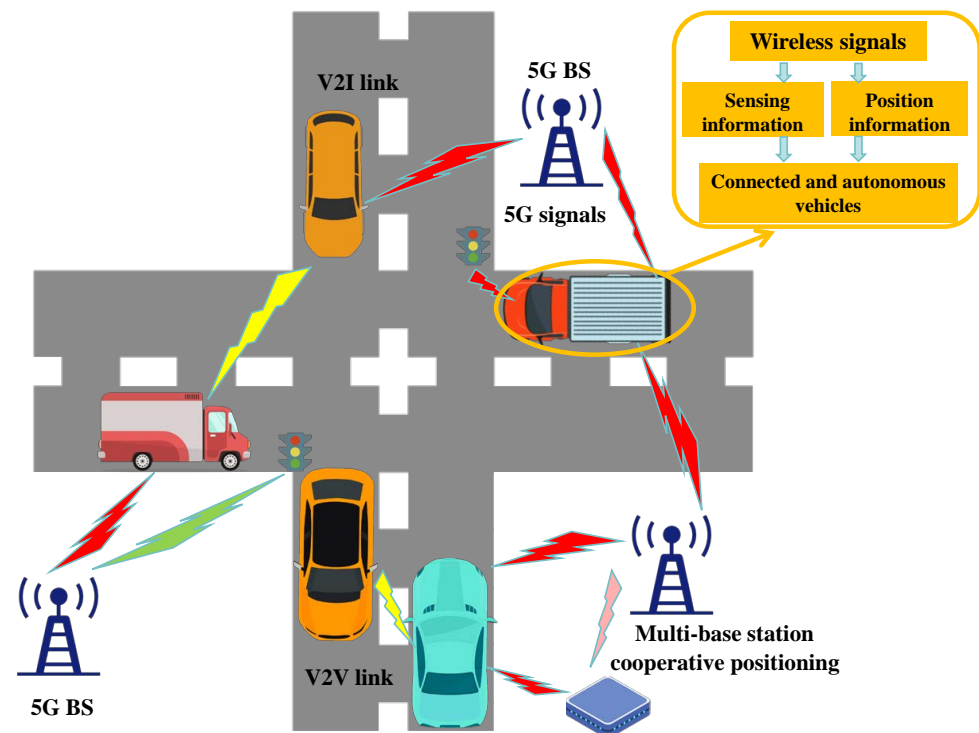 Wireless signals
Sensing
information
Position
information
Connected and autonomous
vehicles
V2I link
5G BS
5G signals
Multi-base station
cooperative positioning
V2V link
5G BS